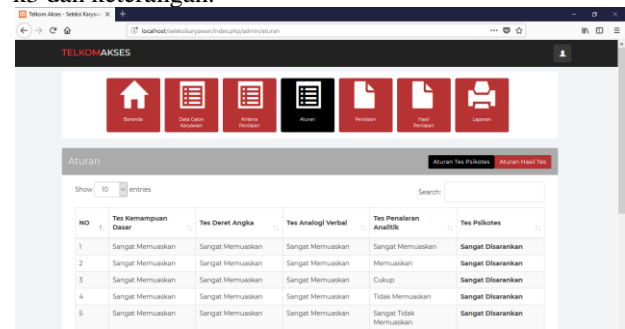 k3 dan keterangan.
Telkom Akses - Seleksi Karyaw
localhost/seleksikaryawan/index.php/admin/aturan
TELKOMAKSES
Beranda
Data Calon
Karyawan
Kriteria
Penilaian
Aturan
Penilaian
Hasil
Penilaian
Laporan
Aturan
Aturan Tes Psikotes Aturan Hasil Tes
Show 10 entries
Search:
NO Tes Kemampuan Dasar Tes Deret Angka Tes Analogi Verbal Tes Penalaran Analitik Tes Psikotes
1 Sangat Memuaskan Sangat Memuaskan Sangat Memuaskan Sangat Memuaskan Sangat Disarankan
2 Sangat Memuaskan Sangat Memuaskan Sangat Memuaskan Memuaskan Sangat Disarankan
3 Sangat Memuaskan Sangat Memuaskan Sangat Memuaskan Cukup Sangat Disarankan
4 Sangat Memuaskan Sangat Memuaskan Sangat Memuaskan Tidak Memuaskan Sangat Disarankan
5 Sangat Memuaskan Sangat Memuaskan Sangat Memuaskan Sangat Tidak Memuaskan Sangat Disarankan